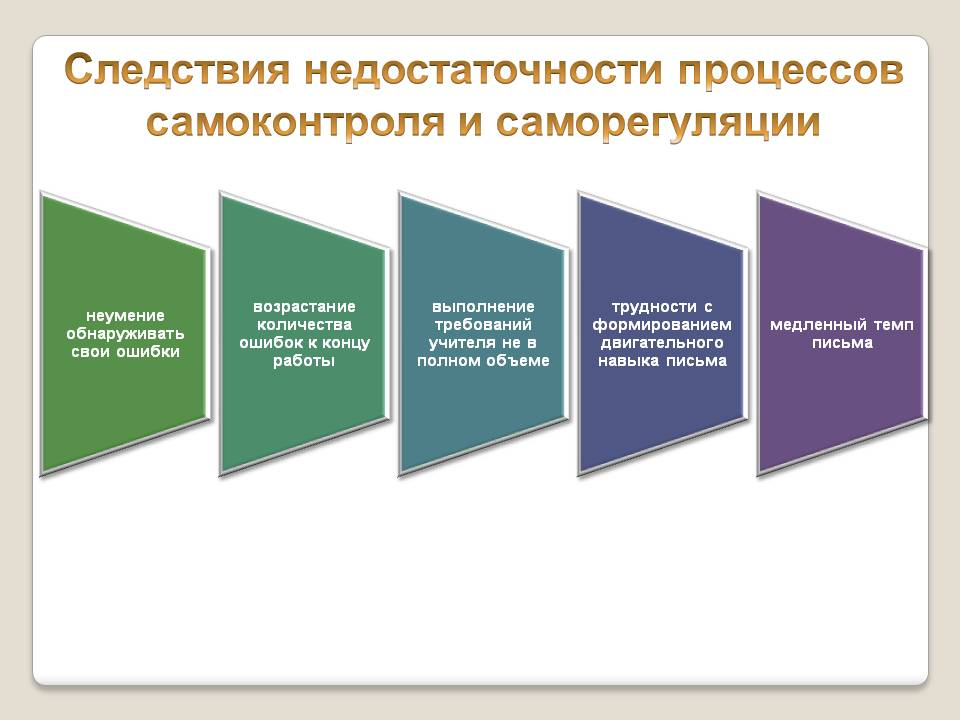 Следствия недостаточности процессов
самоконтроля и саморегуляции
неумение
обнаруживать
свои ошибки
возрастание
количества
ошибок к концу
работы
выполнение
требований
учителя не в
полном объеме
трудности с
формированием
двигательного
навыка письма
медленный темп
письма